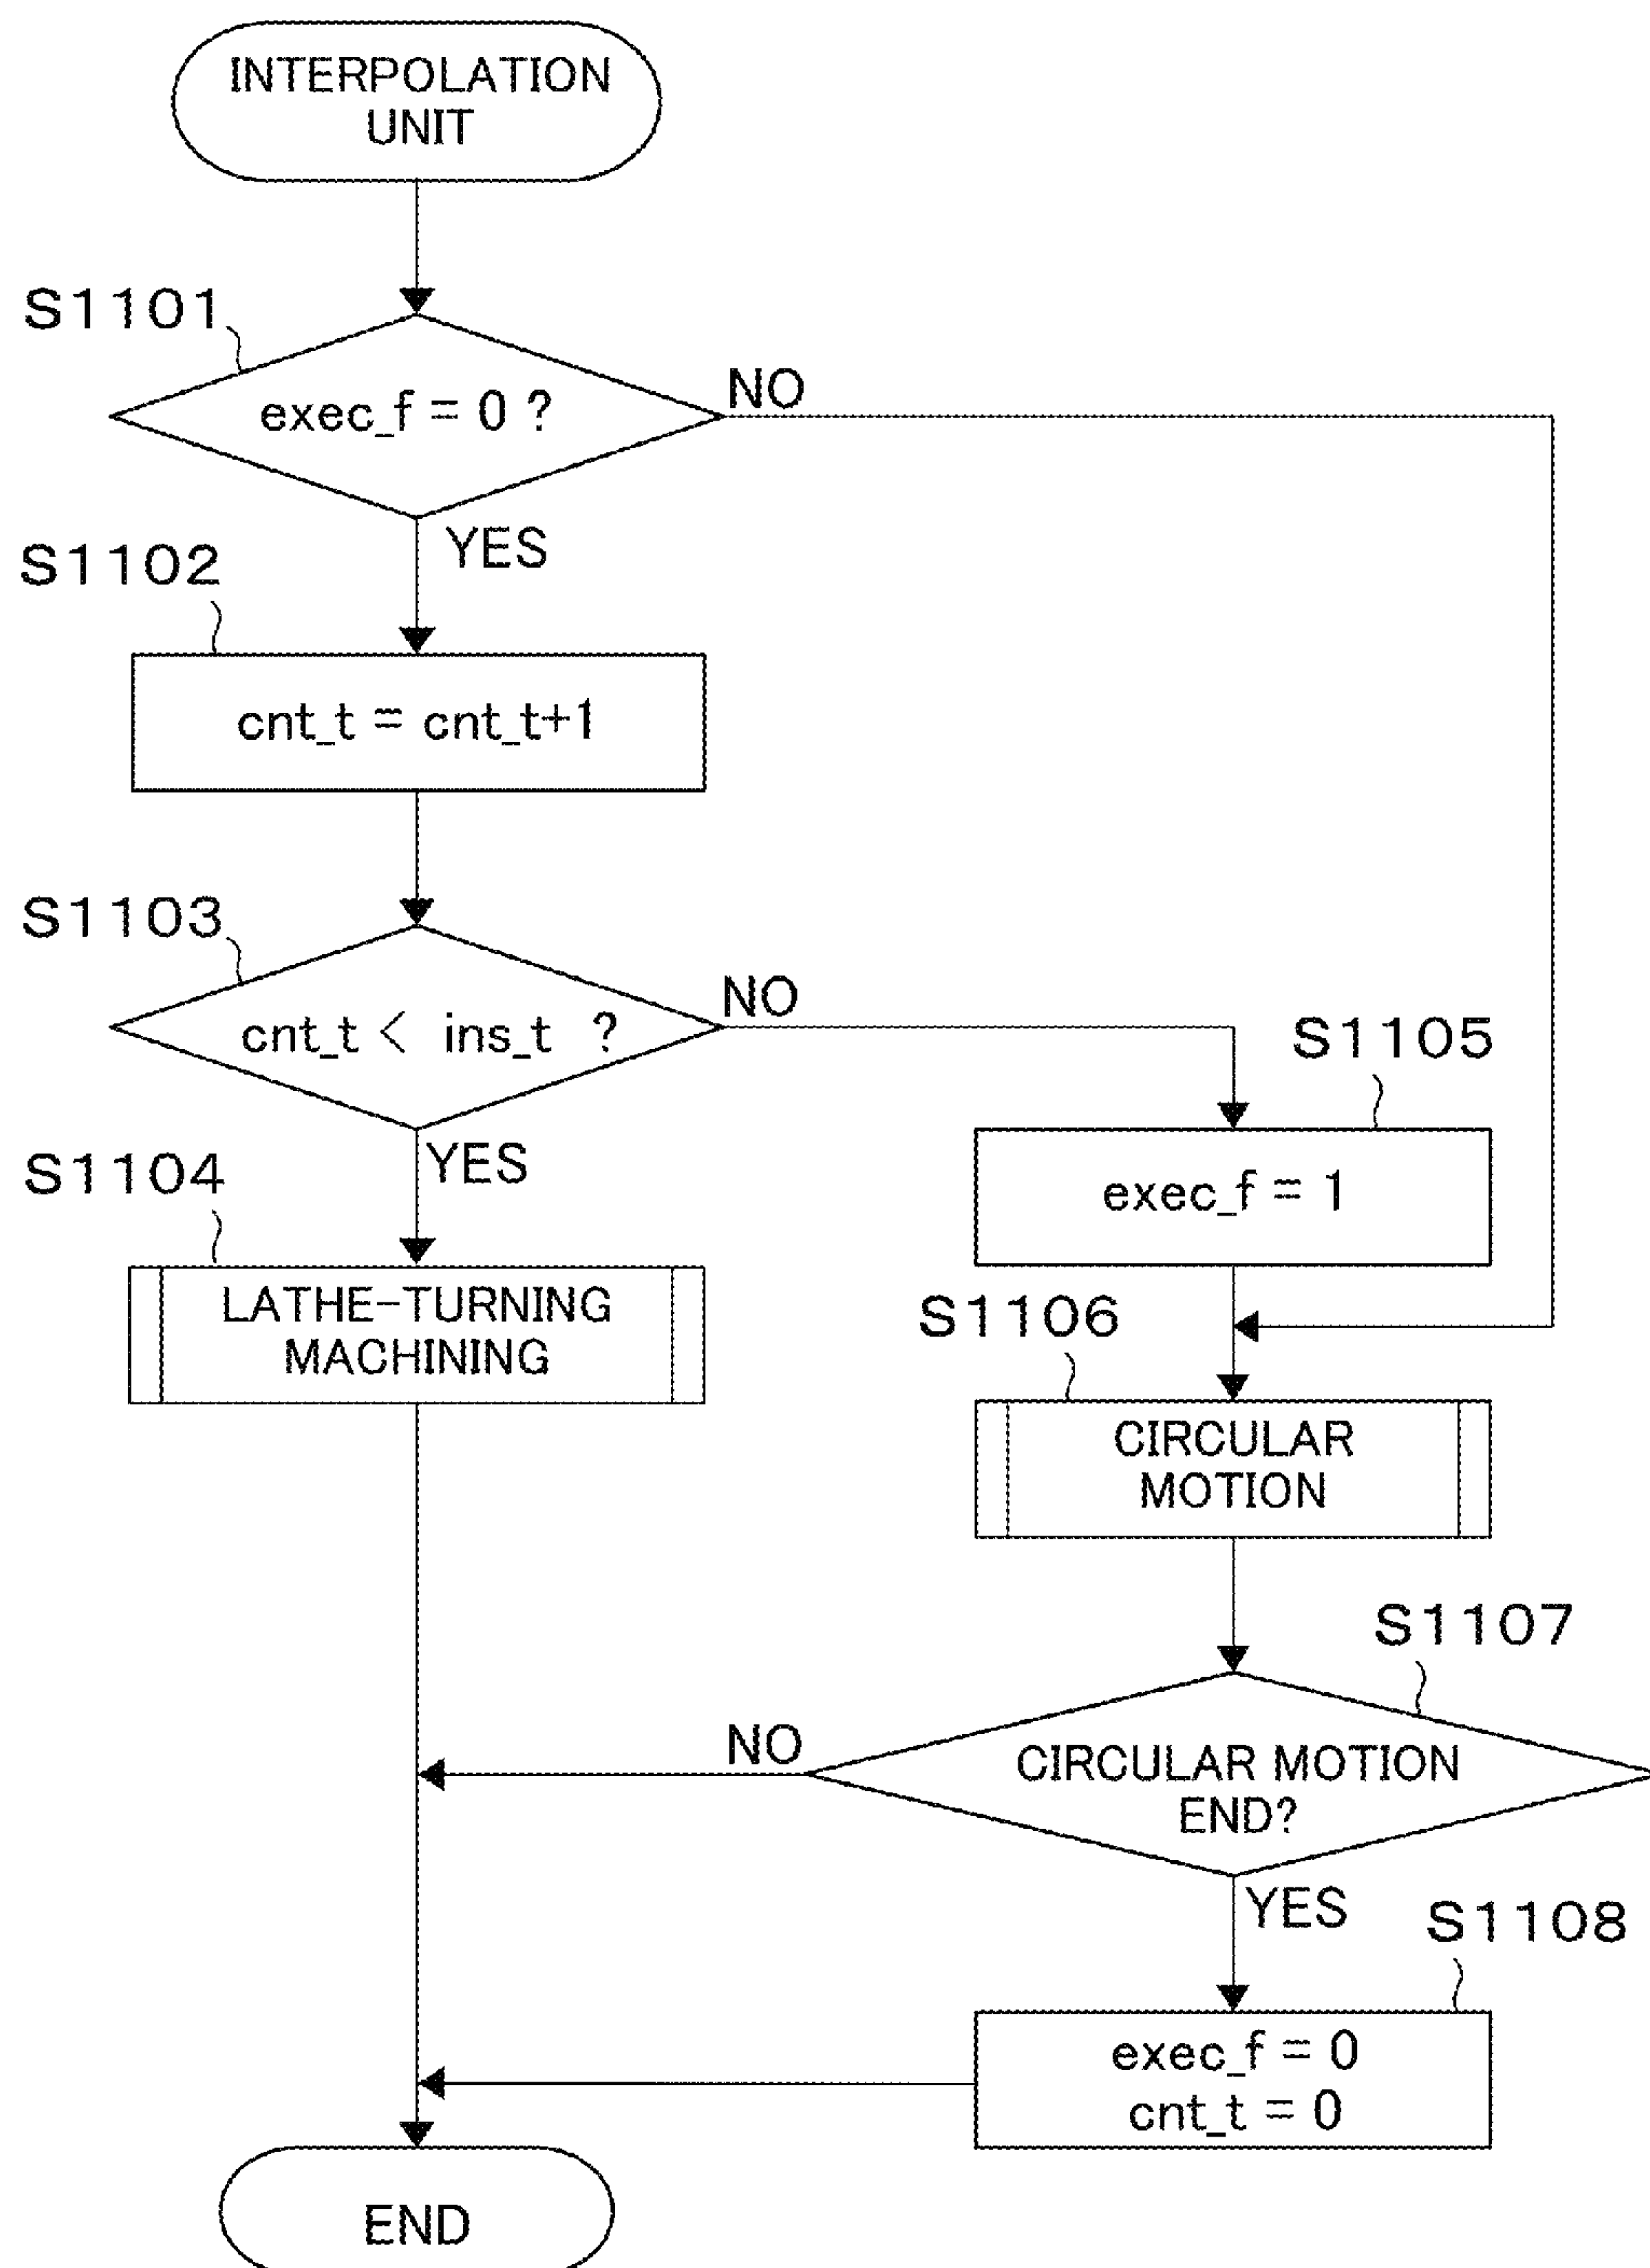 INTERPOLATION
UNIT
S1101
exec_f = 0 ?
NO
YES
S1102
cnt_t = cnt_t+1
S1103
cnt_t < ins_t ?
NO
YES
S1104
LATHE-TURNING
MACHINING
S1105
exec_f = 1
S1106
CIRCULAR
MOTION
S1107
CIRCULAR MOTION
END?
NO
YES
S1108
exec_f = 0
cnt_t = 0
END